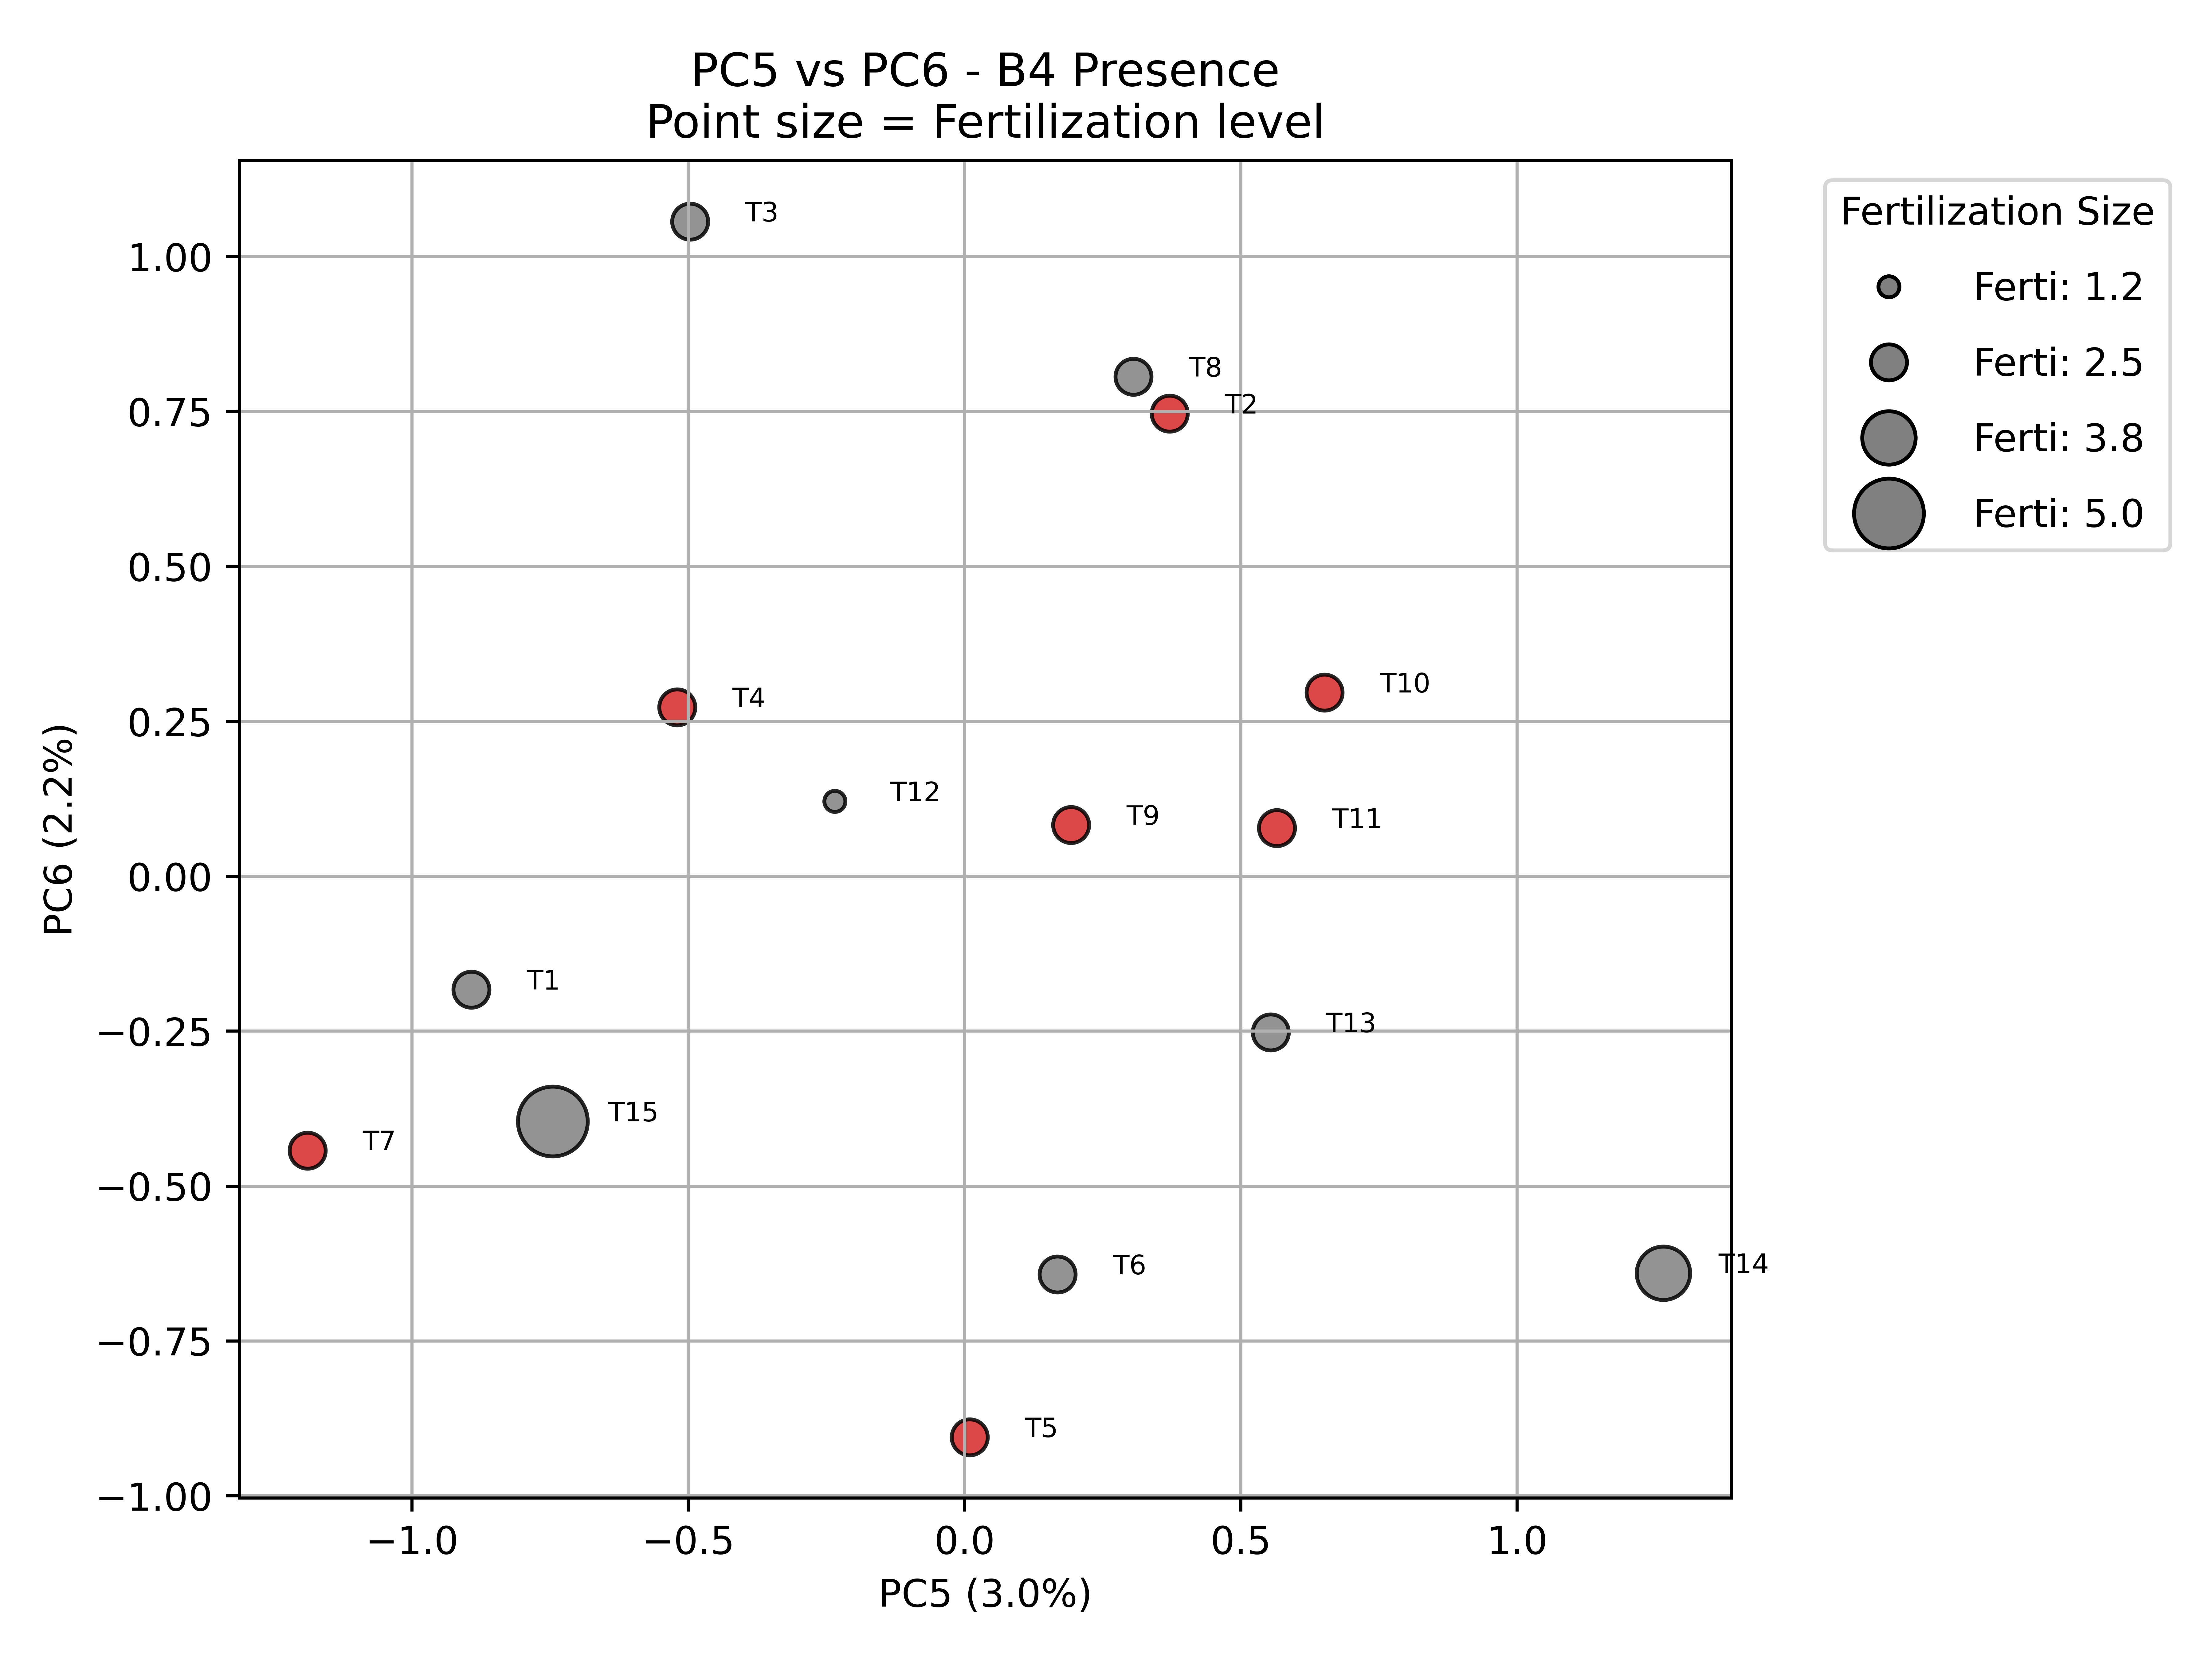 PC5 vs PC6 - B4 Presence
Point size = Fertilization level
Fertilization Size
Ferti: 1.2
Ferti: 2.5
Ferti: 3.8
Ferti: 5.0
PC6 (2.2%)
1.00
0.75
0.50
0.25
0.00
−0.25
−0.50
−0.75
−1.00
T3
T8
T2
T10
T4
T12
T9
T11
T1
T13
T15
T7
T6
T14
T5
−1.0
−0.5
0.0
0.5
1.0
PC5 (3.0%)